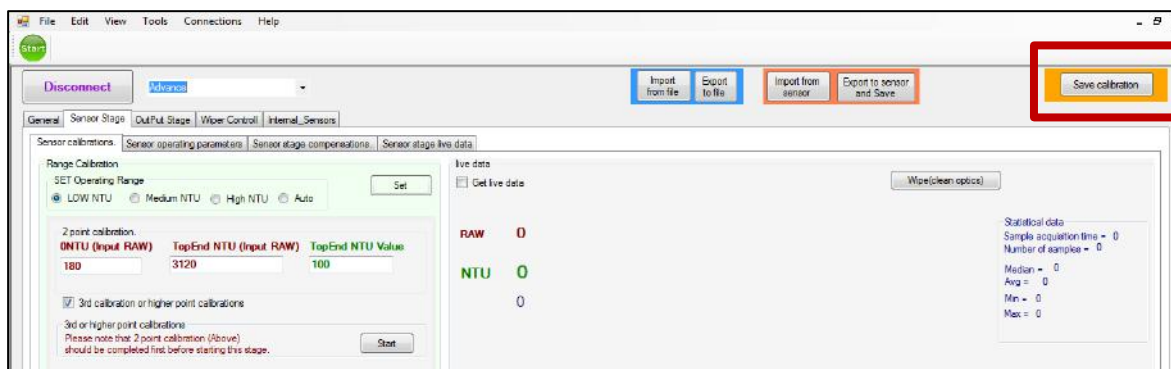 File Edit View Tools Connections Help
Start
Disconnect Advance Import from file Export to file Import from sensor Export to sensor and Save Save calibration
General Sensor Stage OutPut Stage Wiper Controll Internal_Sensors
Sensor calibrations. Sensor operating parameters Sensor stage compensations. Sensor stage live data
Range Calibration
SET Operating Range
Set
LOW NTU Medium NTU High NTU Auto
2 point calibration.
0NTU (Input RAW) TopEnd NTU (Input RAW) TopEnd NTU Value
180 3120 100
3rd calibration or higher point calibrations
3rd or higher point calibrations
Please note that 2 point calibration (Above)
should be completed first before starting this stage.
Start
live data
Get live data
Wipe(clean optics)
RAW 0
NTU 0
0
Statistical data
Sample acquisition time = 0
Number of samples = 0
Median = 0
Avg = 0
Min = 0
Max = 0